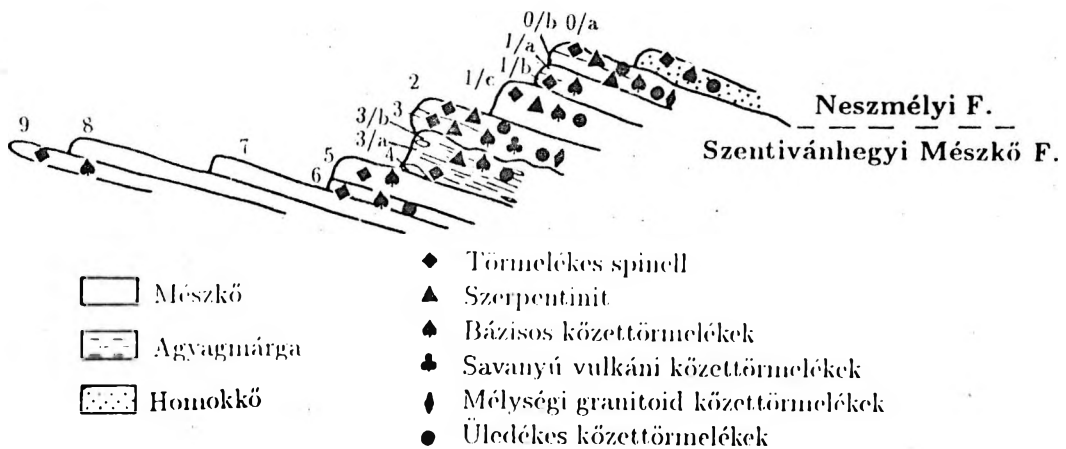 0/b 0/a
1/a
1/b
1/c
2
3
3/b
3/a
4
5
6
7
8
9
Neszmélyi F.
Szentivánhegyi Mészkő F.
Mészkő
Agyagmárga
Homokkő
Törmelékes spinell
Szerpentinit
Bázisos kőzettörmelékek
Savanyú vulkáni kőzettörmelékek
Mélységi granitoid kőzettörmelékek
Üledékes kőzettörmelékek